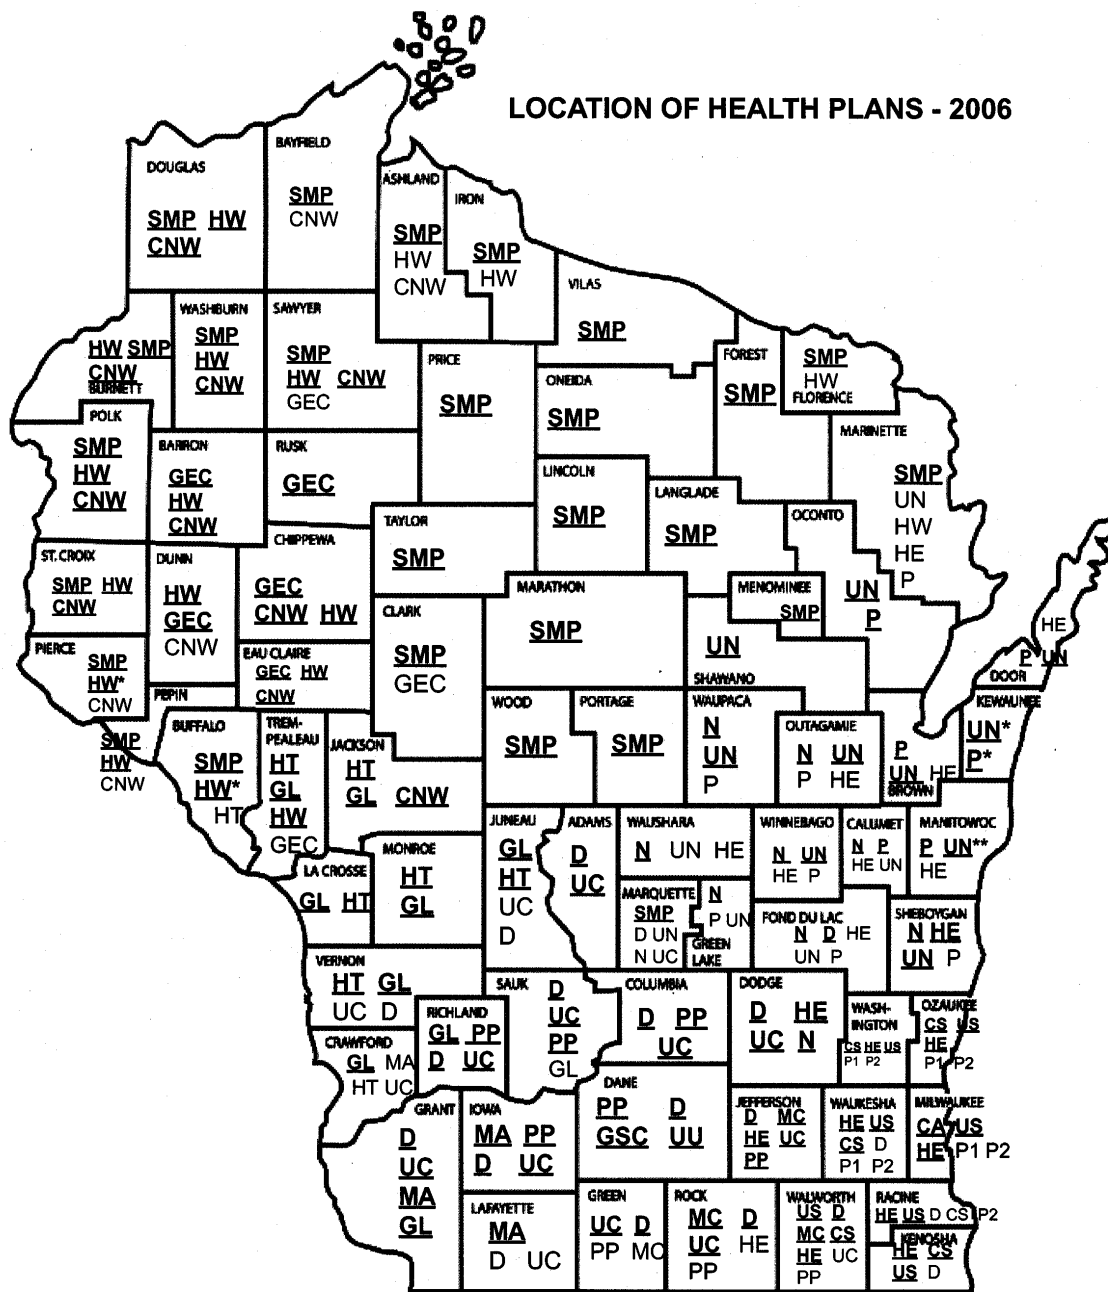 LOCATION OF HEALTH PLANS - 2006
DOUGLAS
SMP HW
CNW
BAYFIELD
SMP
CNW
ASHLAND
SMP
HW
CNW
IRON
SMP
HW
VILAS
SMP
HW SMP
CNW
BURNETT
WASHBURN
SMP
HW
CNW
SAWYER
SMP
HW CNW
GEC
PRICE
SMP
ONEIDA
SMP
FOREST
SMP
SMP
HW
FLORENCE
MARINETTE
SMP
UN
HW
HE
P
POLK
SMP
HW
CNW
BARRON
GEC
HW
CNW
RUSK
GEC
LINCOLN
SMP
LANGLADE
SMP
OCONTO
UN
P
TAYLOR
SMP
CHIPPEWA
GEC
CNW HW
ST. CROIX
SMP HW
CNW
DUNN
HW
GEC
CNW
MARATHON
SMP
MENOMINEE
SMP
CLARK
SMP
GEC
UN
SHAWANO
HE
P UN
DOOR
PIERCE
SMP
HW*
CNW
EAU CLAIRE
GEC HW
CNW
PEPIN
SMP
HW
CNW
BUFFALO
SMP
HW*
HT
TREM-
PEALEAU
HT
GL
HW
GEC
JACKSON
HT
GL CNW
WOOD
SMP
PORTAGE
SMP
WAUPACA
N
UN
P
OUTAGAMIE
N UN
P HE
P
UN HE
BROWN
KEWAUNEE
UN*
P*
LA CROSSE
GL HT
MONROE
HT
GL
JUNEAU
GL
HT
UC
D
ADAMS
D
UC
WAUSHARA
N UN HE
WINNEBAGO
N UN
HE P
CALUMET
N P
HE UN
MANITOWOC
P UN**
HE
MARQUETTE
SMP
D UN
N UC
N
P UN
GREEN
LAKE
FOND DU LAC
N D HE
UN P
SHEBOYGAN
N HE
UN P
VERNON
HT GL
UC D
SAUK
D
UC
PP
GL
COLUMBIA
D PP
UC
DODGE
D HE
UC N
WASH-
INGTON
CS HE US
P1 P2
OZAUKEE
CS US
HE
P1 P2
CRAWFORD
GL MA
HT UC
RICHLAND
GL PP
D UC
GRANT
D
UC
MA
GL
IOWA
MA PP
D UC
DANE
PP D
GSC UU
JEFFERSON
D MC
HE UC
PP
WAUKESHA
HE US
CS D
P1 P2
MILWAUKEE
CA US
HE P1 P2
LAFAYETTE
MA
D UC
GREEN
UC D
PP MC
ROCK
MC D
UC HE
PP
WALWORTH
US D
MC CS
HE UC
PP
RACINE
HE US D CS P2
KENOSHA
HE CS
US D